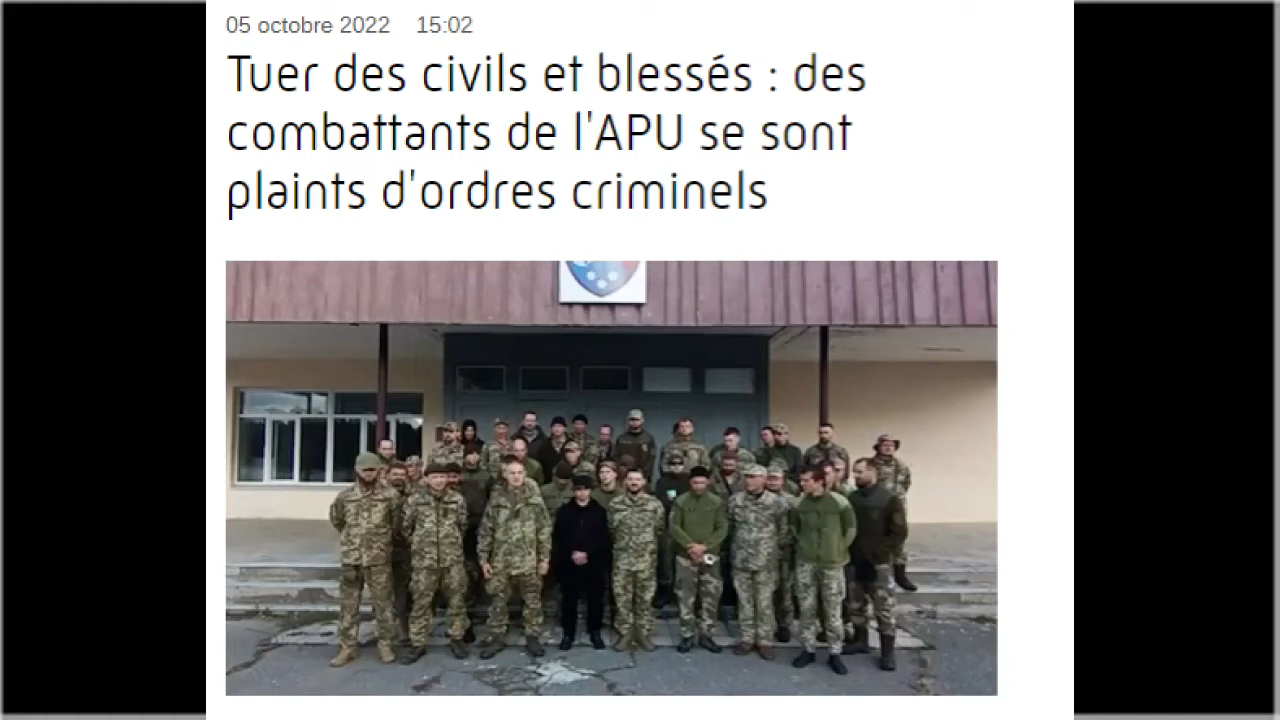 05 octobre 2022 15:02
Tuer des civils et blessés : des
combattants de l'APU se sont
plaints d'ordres criminels